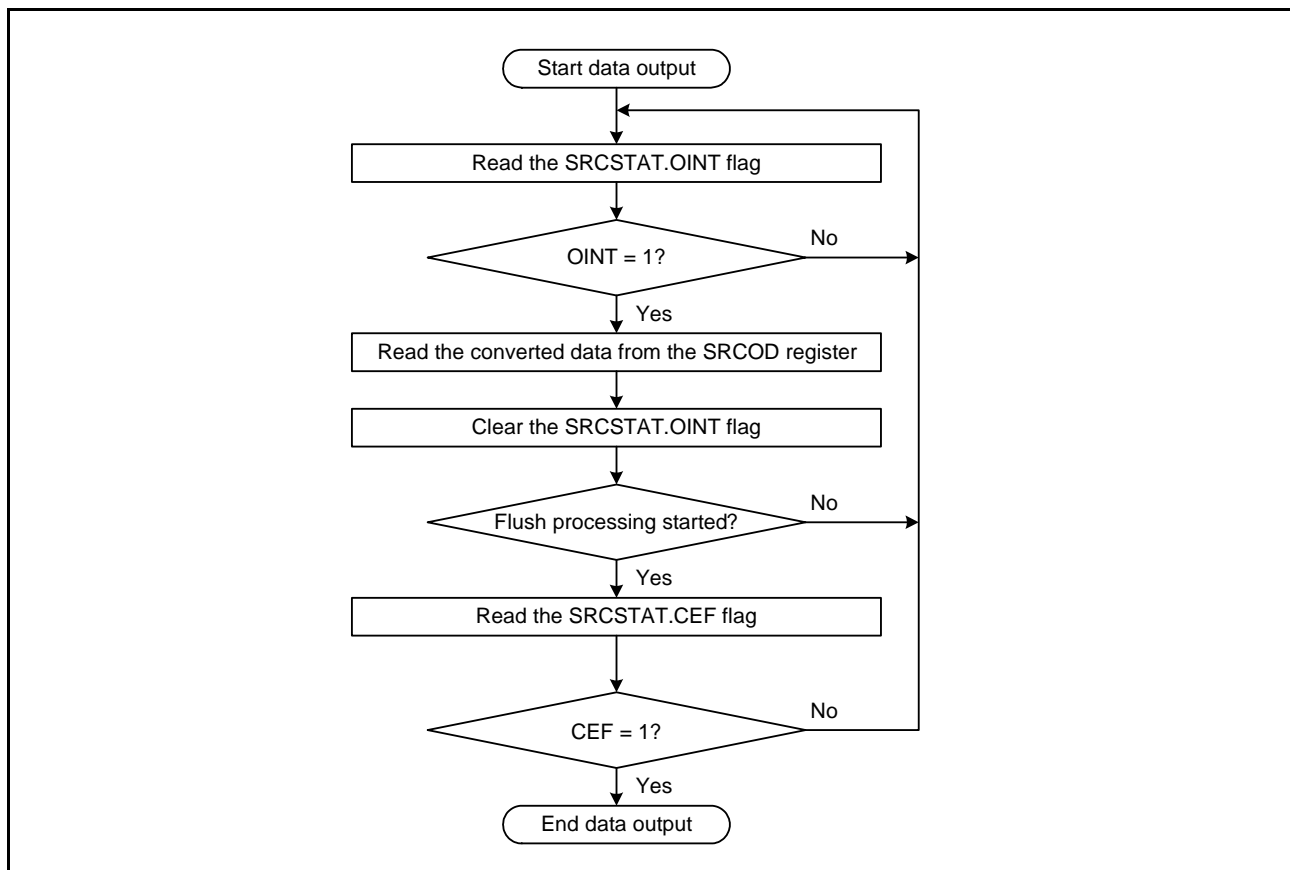 Start data output
Read the SRCSTAT.OINT flag
OINT = 1?
No
Yes
Read the converted data from the SRCOD register
Clear the SRCSTAT.OINT flag
Flush processing started?
No
Yes
Read the SRCSTAT.CEF flag
CEF = 1?
No
Yes
End data output